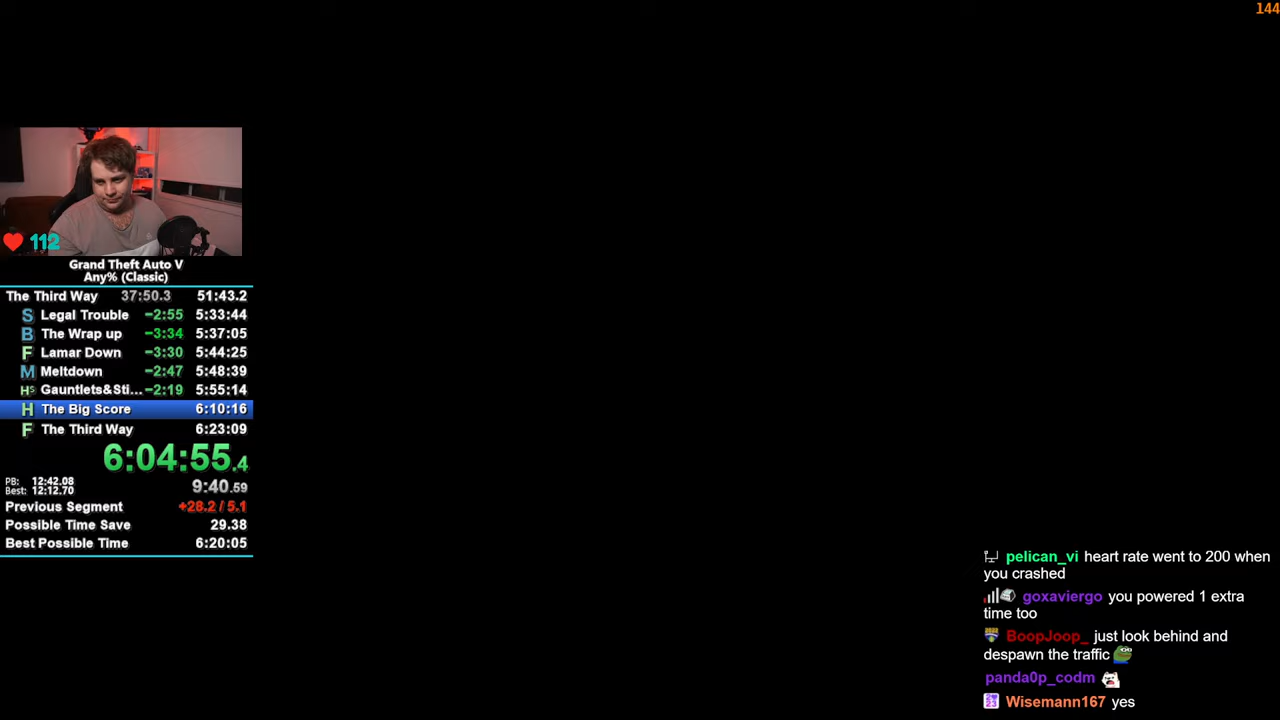 144
112
Grand Theft Auto V
Any% (Classic)
The Third Way 37:50.3 51:43.2
S Legal Trouble -2:55 5:33:44
B The Wrap up -3:34 5:37:05
F Lamar Down -3:30 5:44:25
M Meltdown -2:47 5:48:39
HS Gauntlets&Sti... -2:19 5:55:14
H The Big Score 6:10:16
F The Third Way 6:23:09
6:04:55.4
PB: 12:42.08 9:40.59
Best: 12:12.70
Previous Segment +28.2 / 5.1
Possible Time Save 29.38
Best Possible Time 6:20:05
pelican_vi heart rate went to 200 when
you crashed
goxaviergo you powered 1 extra
time too
BoopJoop_ just look behind and
despawn the traffic
panda0p_codm
Wisemann167 yes